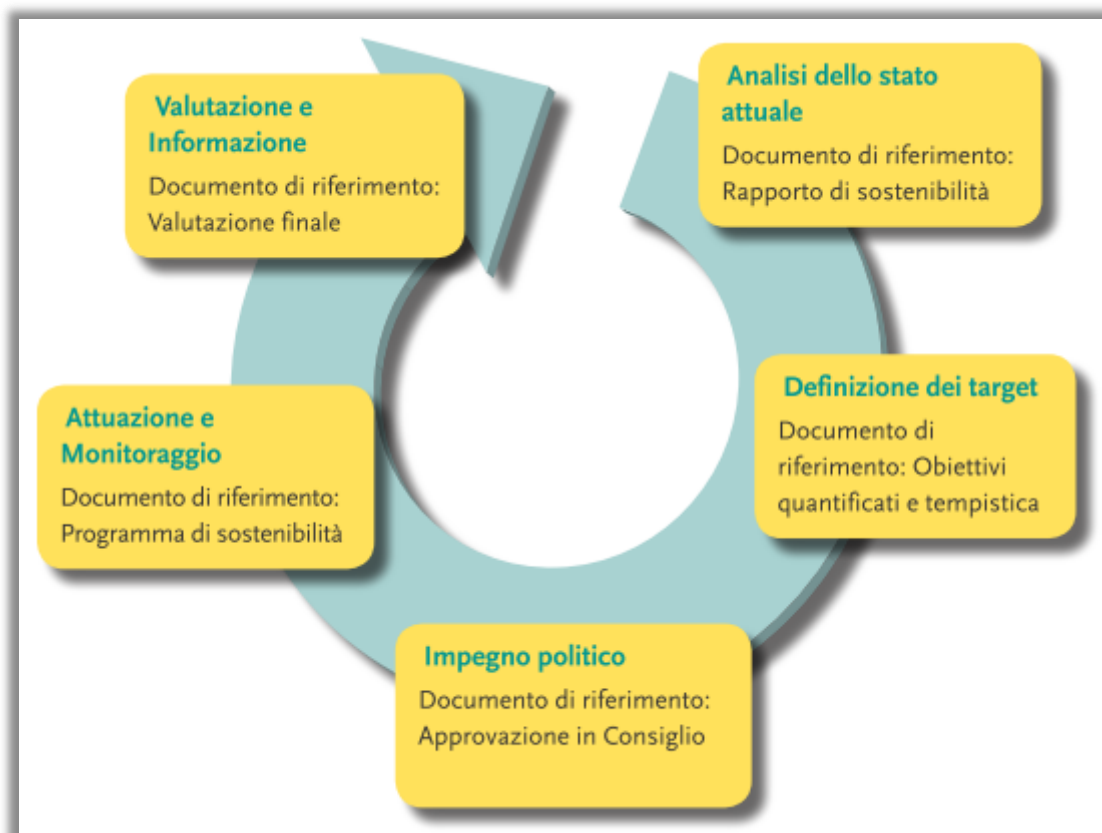 Analisi dello stato
attuale
Documento di riferimento:
Rapporto di sostenibilità
Definizione dei target
Documento di
riferimento: Obiettivi
quantificati e tempistica
Impegno politico
Documento di riferimento:
Approvazione in Consiglio
Attuazione e
Monitoraggio
Documento di riferimento:
Programma di sostenibilità
Valutazione e
Informazione
Documento di riferimento:
Valutazione finale